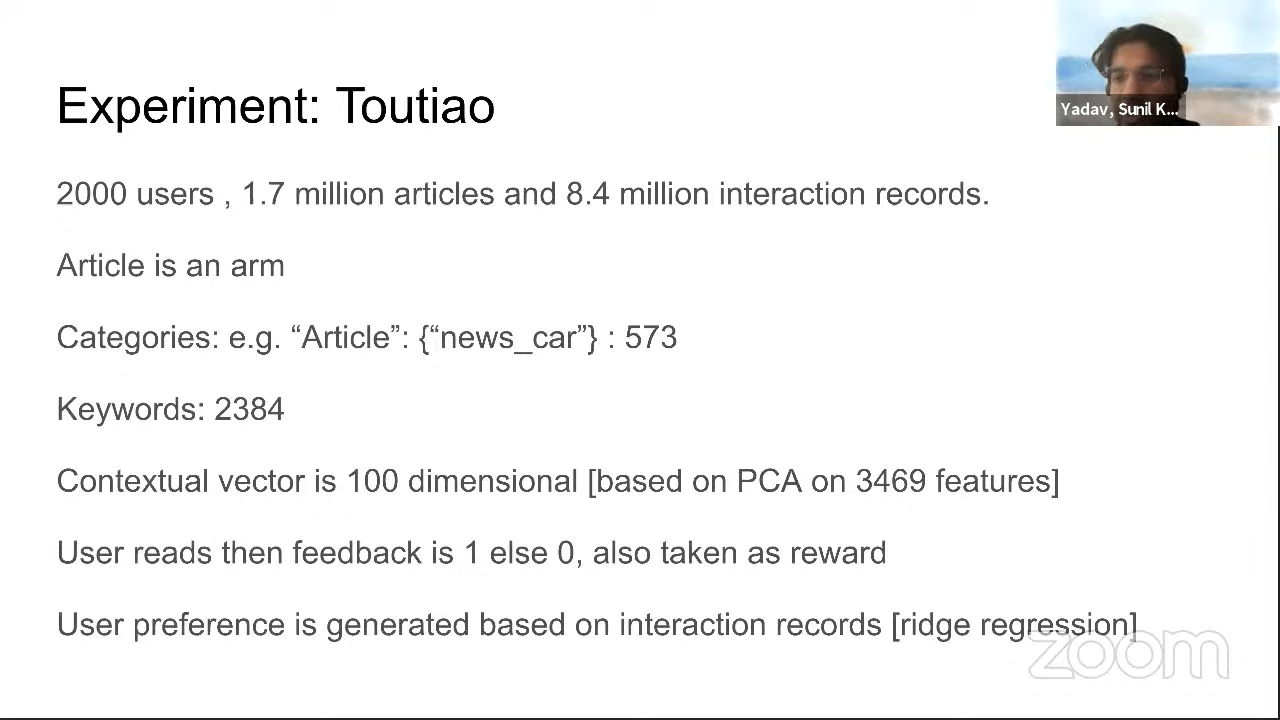 Experiment: Toutiao
Yadav, Sunil K...
2000 users , 1.7 million articles and 8.4 million interaction records.
Article is an arm
Categories: e.g. “Article”: {“news_car”} : 573
Keywords: 2384
Contextual vector is 100 dimensional [based on PCA on 3469 features]
User reads then feedback is 1 else 0, also taken as reward
User preference is generated based on interaction records [ridge regression]
zoom